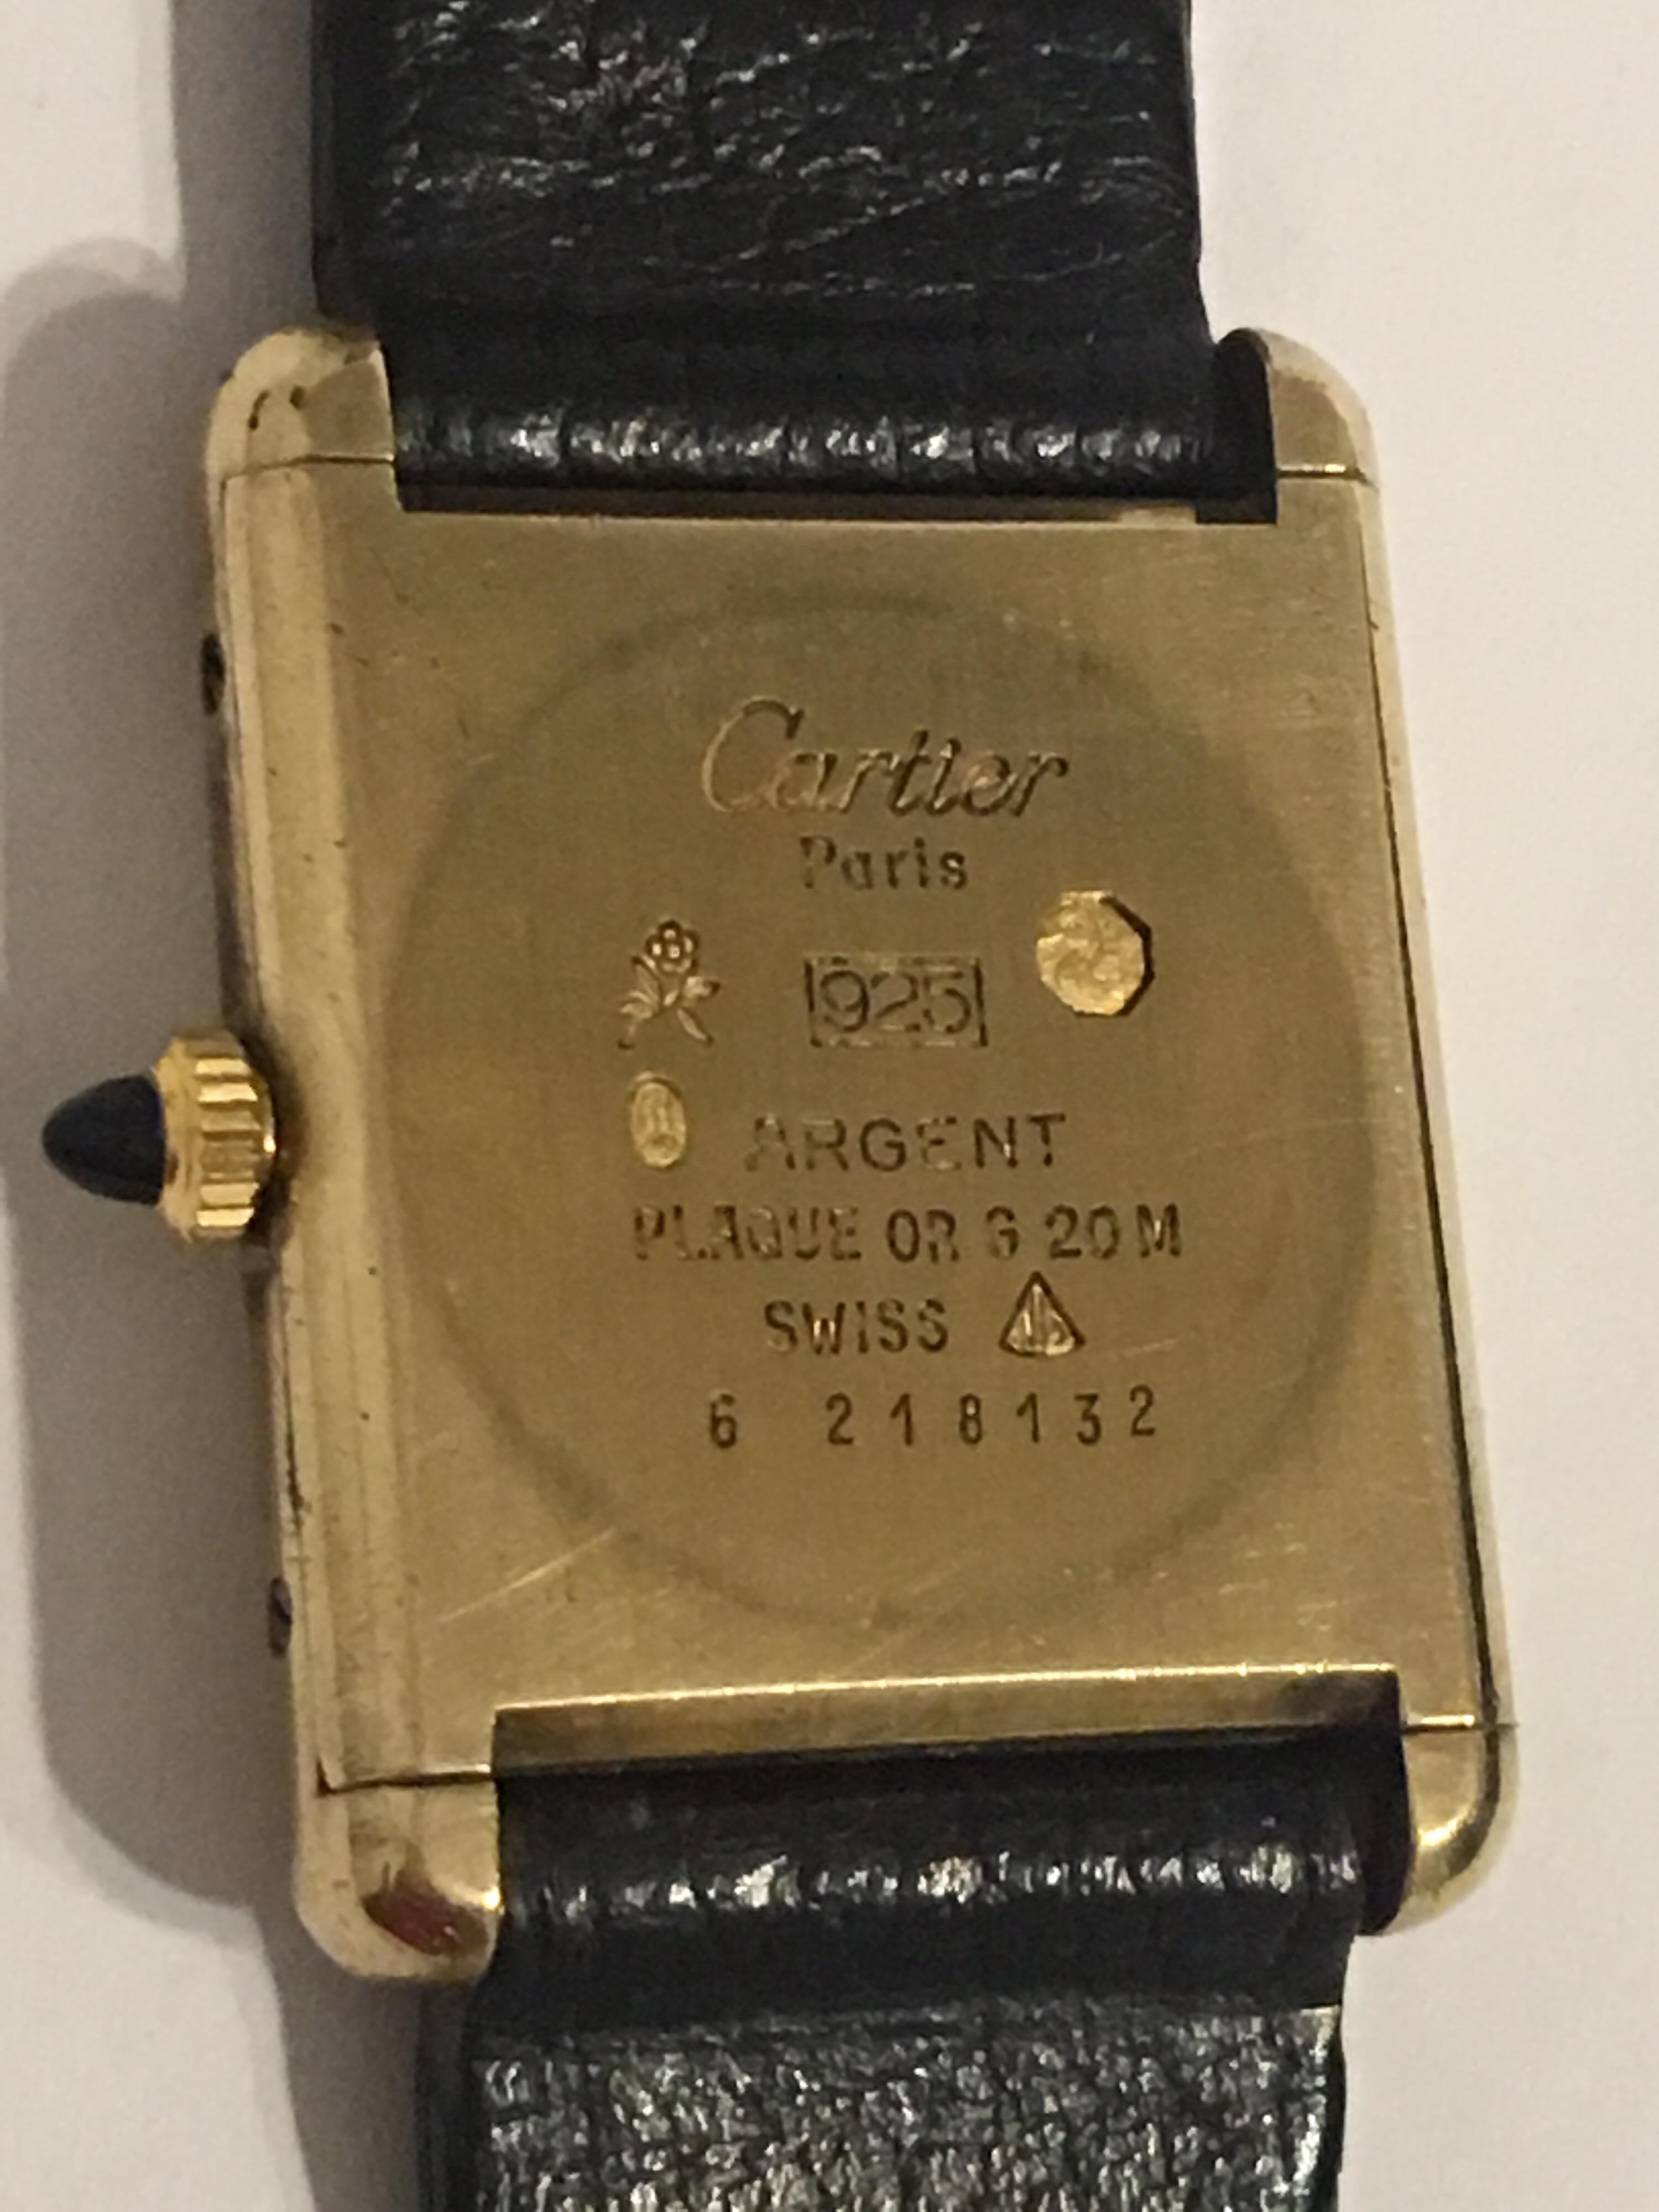 Cartier
Paris
925
ARGENT
PLAQUE OR G 20 M
SWISS
6 218132